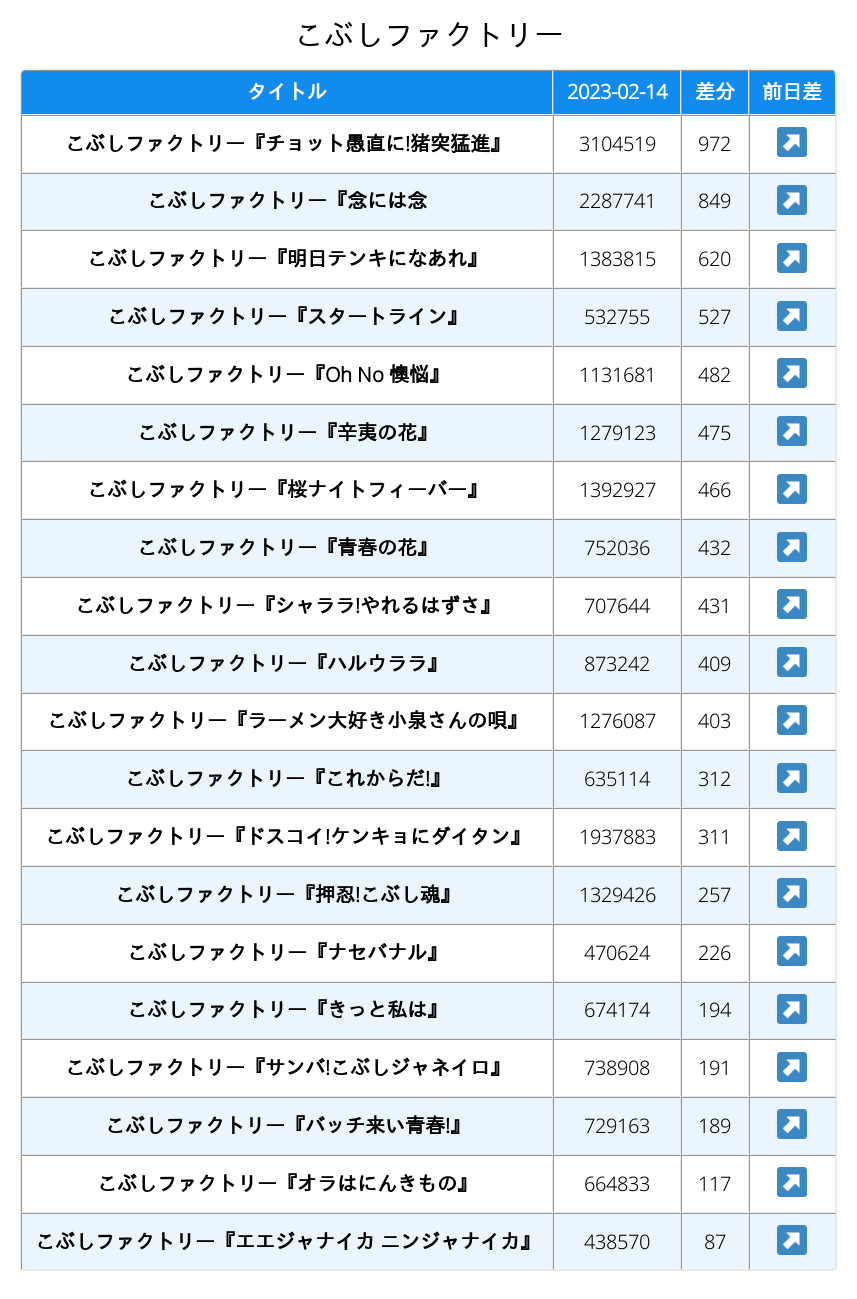 こぶしファクトリー
タイトル 2023-02-14 差分 前日差
こぶしファクトリー『チョット愚直に!猪突猛進』 3104519 972 ↗
こぶしファクトリー『念には念 2287741 849 ↗
こぶしファクトリー『明日テンキになあれ』 1383815 620 ↗
こぶしファクトリー『スタートライン』 532755 527 ↗
こぶしファクトリー『Oh No 懊悩』 1131681 482 ↗
こぶしファクトリー『辛夷の花』 1279123 475 ↗
こぶしファクトリー『桜ナイトフィーバー』 1392927 466 ↗
こぶしファクトリー『青春の花』 752036 432 ↗
こぶしファクトリー『シャララ!やれるはずさ』 707644 431 ↗
こぶしファクトリー『ハルウララ』 873242 409 ↗
こぶしファクトリー『ラーメン大好き小泉さんの唄』 1276087 403 ↗
こぶしファクトリー『これからだ!』 635114 312 ↗
こぶしファクトリー『ドスコイ!ケンキョにダイタン』 1937883 311 ↗
こぶしファクトリー『押忍!こぶし魂』 1329426 257 ↗
こぶしファクトリー『ナセバナル』 470624 226 ↗
こぶしファクトリー『きっと私は』 674174 194 ↗
こぶしファクトリー『サンバ!こぶしジャネイロ』 738908 191 ↗
こぶしファクトリー『バッチ来い青春!』 729163 189 ↗
こぶしファクトリー『オラはにんきもの』 664833 117 ↗
こぶしファクトリー『エエジャナイカ ニンジャナイカ』 438570 87 ↗